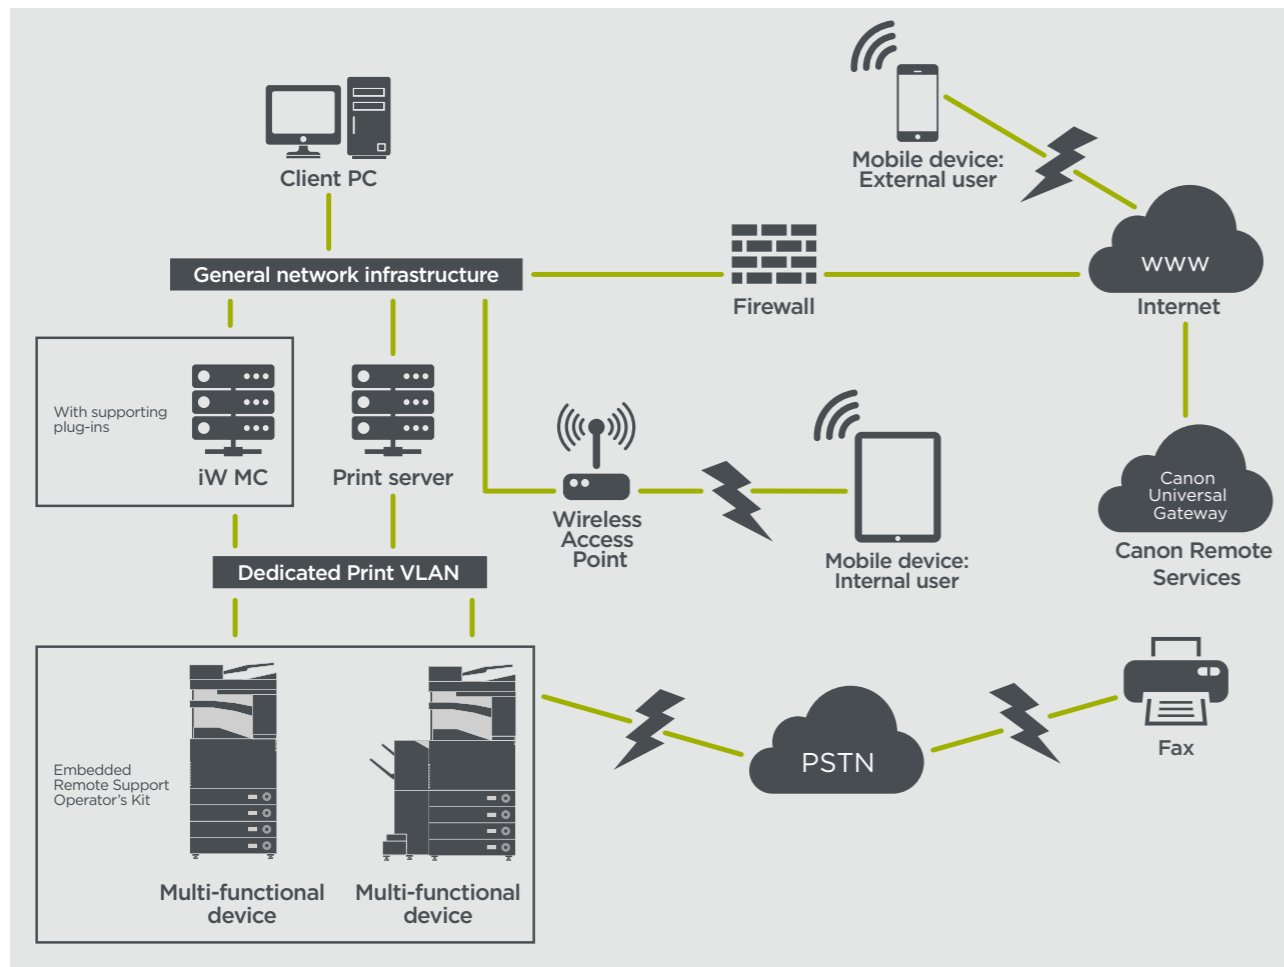 Client PC
Mobile device:
External user
General network infrastructure
Firewall
www
Internet
With supporting
plug-ins
iW MC
Print server
Wireless
Access
Point
Mobile device:
Internal user
Canon
Universal
Gateway
Canon Remote
Services
Dedicated Print VLAN
Embedded
Remote Support
Operator's Kit
Multi-functional
device
Multi-functional
device
PSTN
Fax